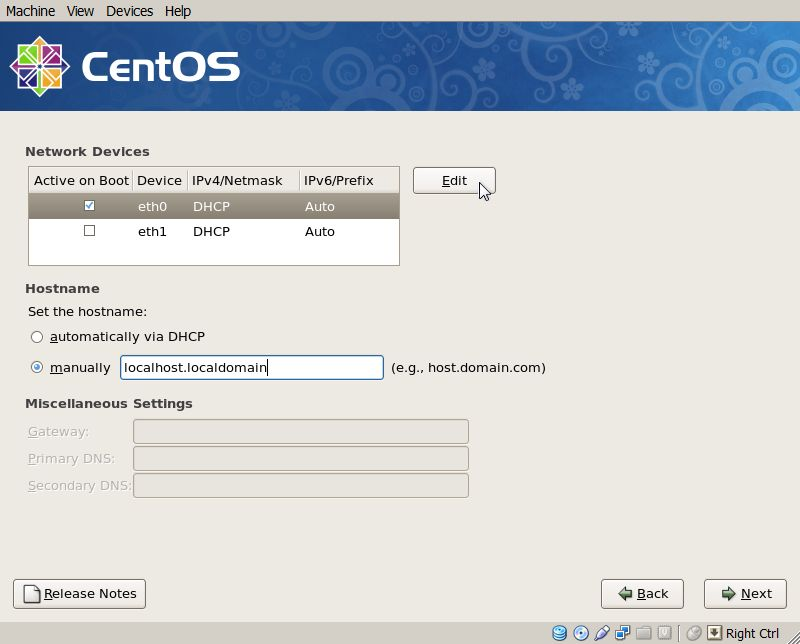 Machine View Devices Help
CentOS
Network Devices
Active on Boot Device IPv4/Netmask IPv6/Prefix
eth0 DHCP Auto
eth1 DHCP Auto
Edit
Hostname
Set the hostname:
automatically via DHCP
manually localhost.localdomain (e.g., host.domain.com)
Miscellaneous Settings
Gateway:
Primary DNS:
Secondary DNS:
Release Notes Back Next
Right Ctrl